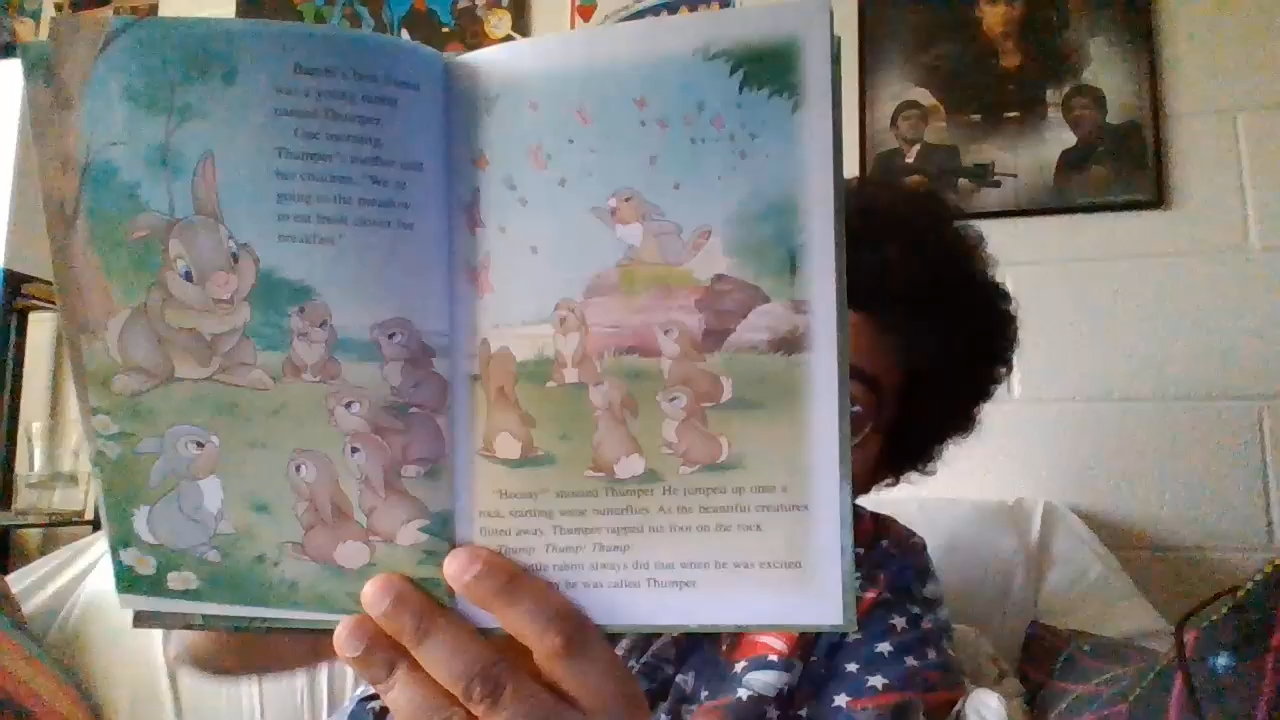 Bambi's best friend
was a young bunny
named Thumper.
One morning,
Thumper's mother told
her children, "We're
going to the meadow
to eat fresh clover for
breakfast."
"Hooray!" shouted Thumper. He jumped up onto a
rock, startling some butterflies. As the beautiful creatures
flitted away, Thumper tapped his foot on the rock.
Thump! Thump! Thump!
little rabbit always did that when he was excited
he was called Thumper.